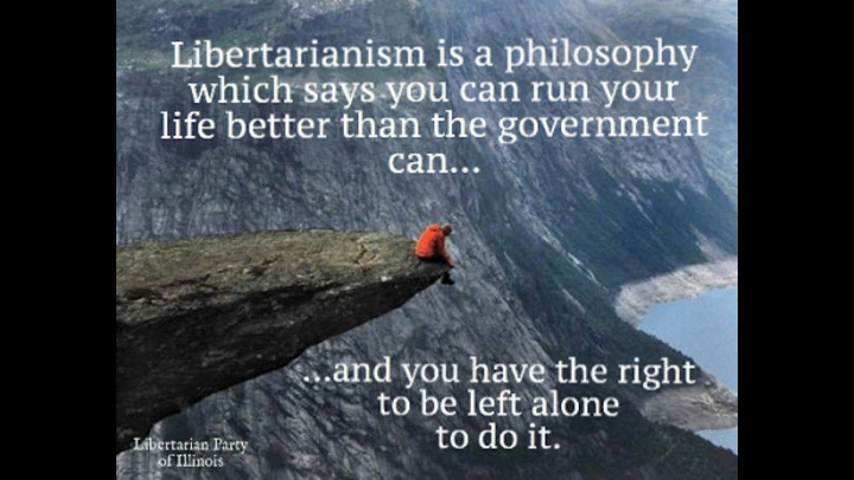 Libertarianism is a philosophy
which says you can run your
life better than the government
can...
...and you have the right
to be left alone
to do it.
Libertarian Party
of Illinois